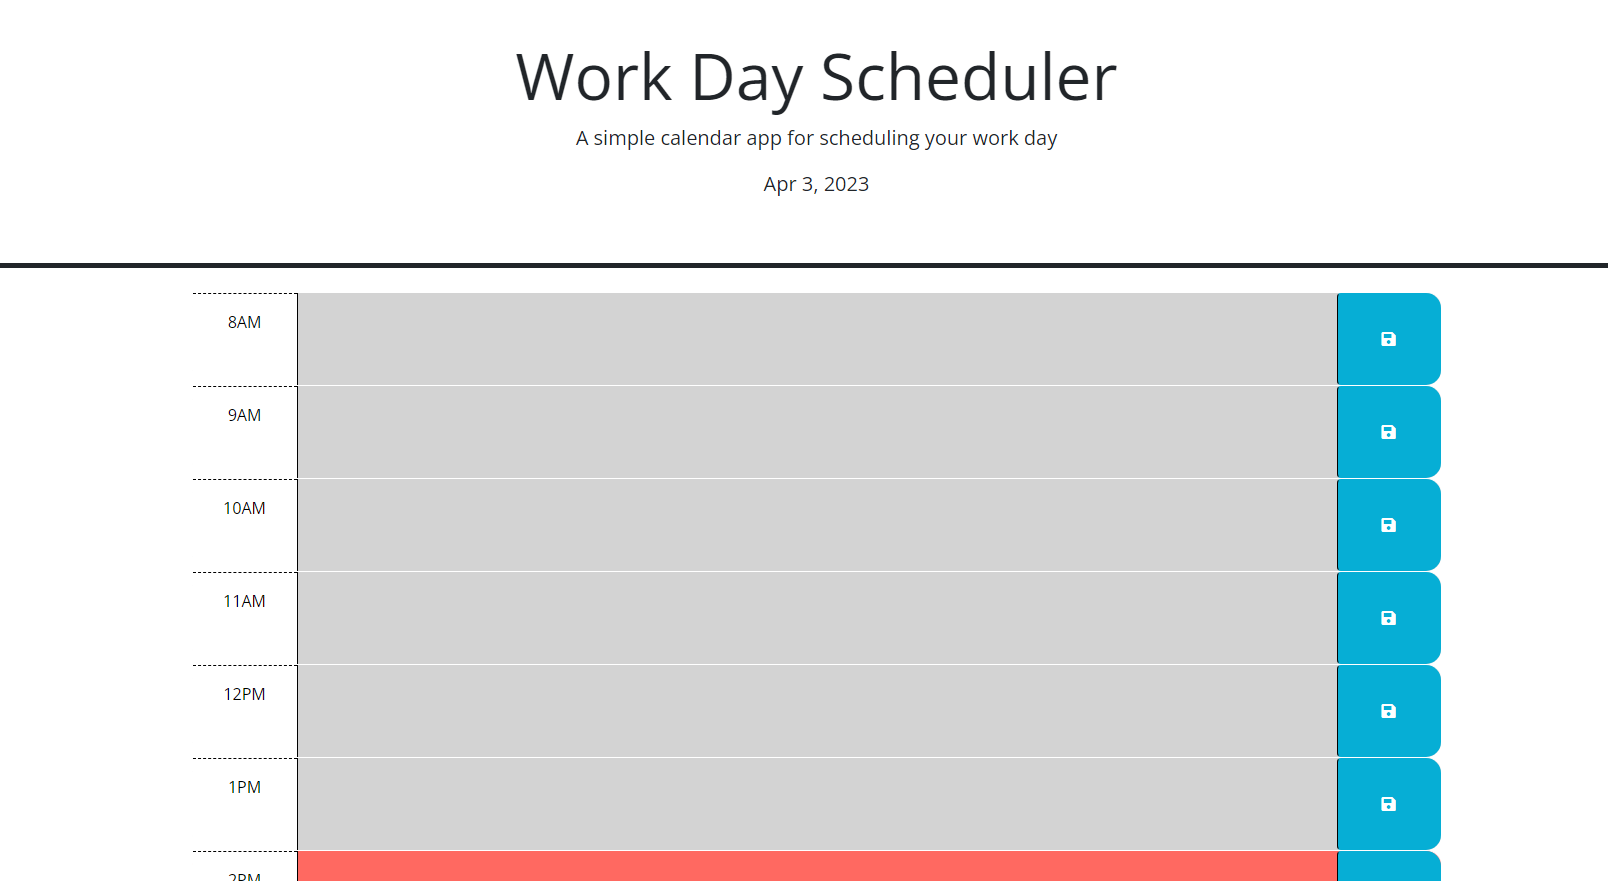 Work Day Scheduler
A simple calendar app for scheduling your work day
Apr 3, 2023
8AM
9AM
10AM
11AM
12PM
1PM
2PM